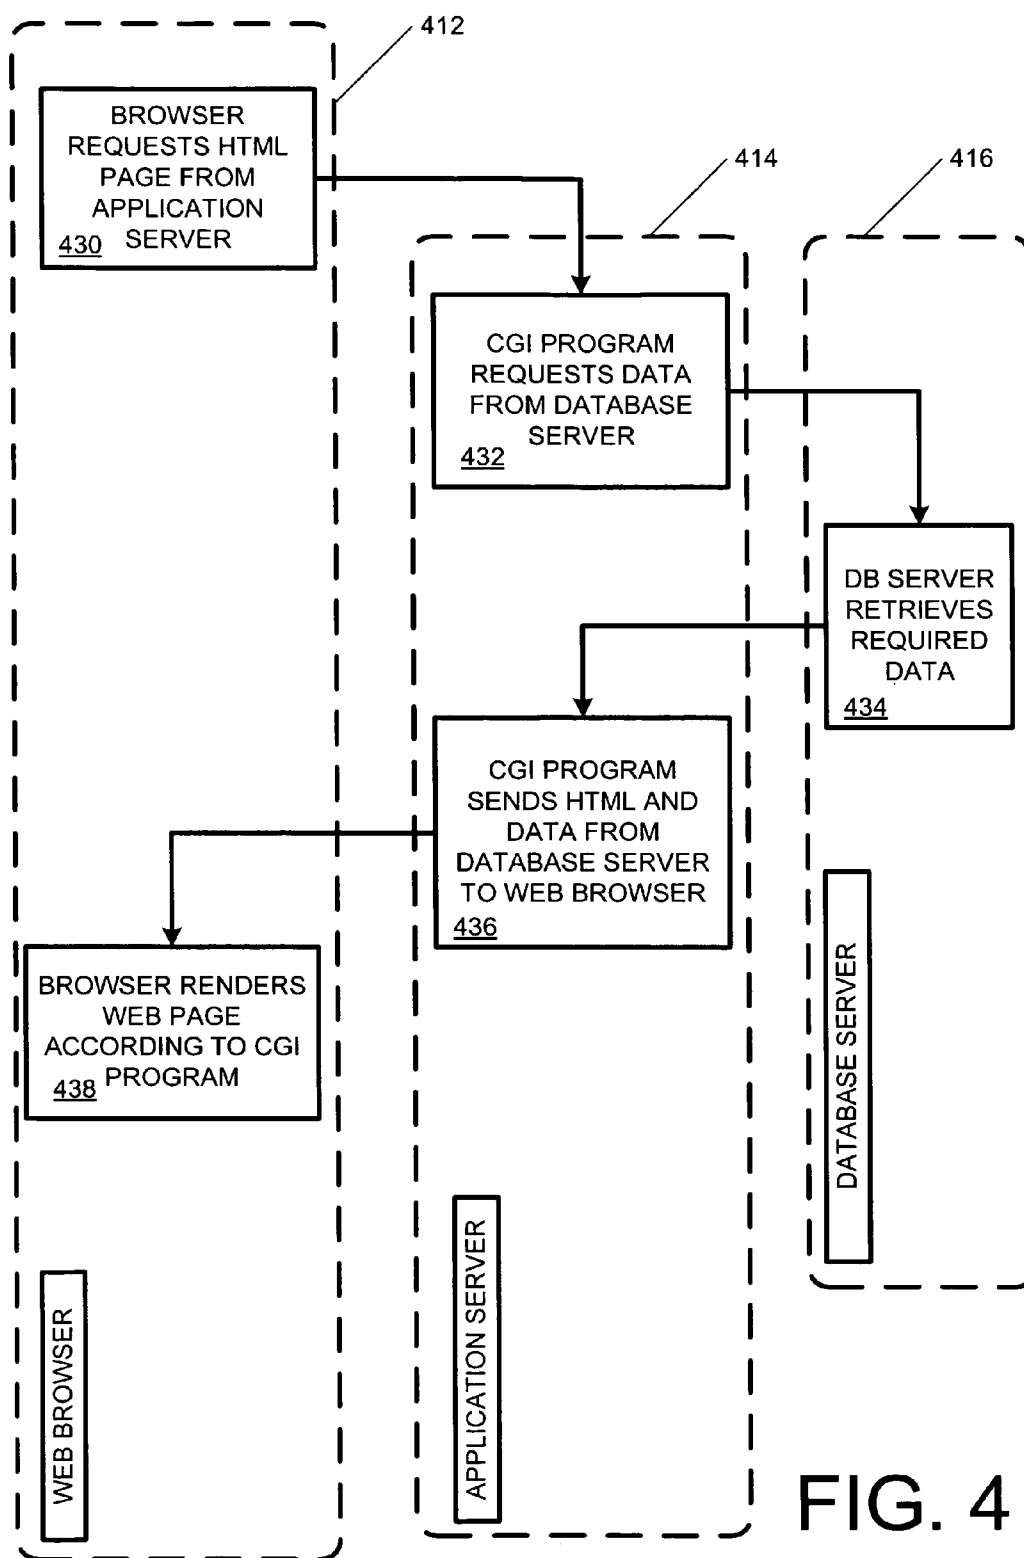 412
BROWSER
REQUESTS HTML
PAGE FROM
APPLICATION
SERVER
430
414
416
CGI PROGRAM
REQUESTS DATA
FROM DATABASE
SERVER
432
DB SERVER
RETRIEVES
REQUIRED
DATA
434
CGI PROGRAM
SENDS HTML AND
DATA FROM
DATABASE SERVER
TO WEB BROWSER
436
BROWSER RENDERS
WEB PAGE
ACCORDING TO CGI
PROGRAM
438
DATABASE SERVER
APPLICATION SERVER
WEB BROWSER
FIG. 4